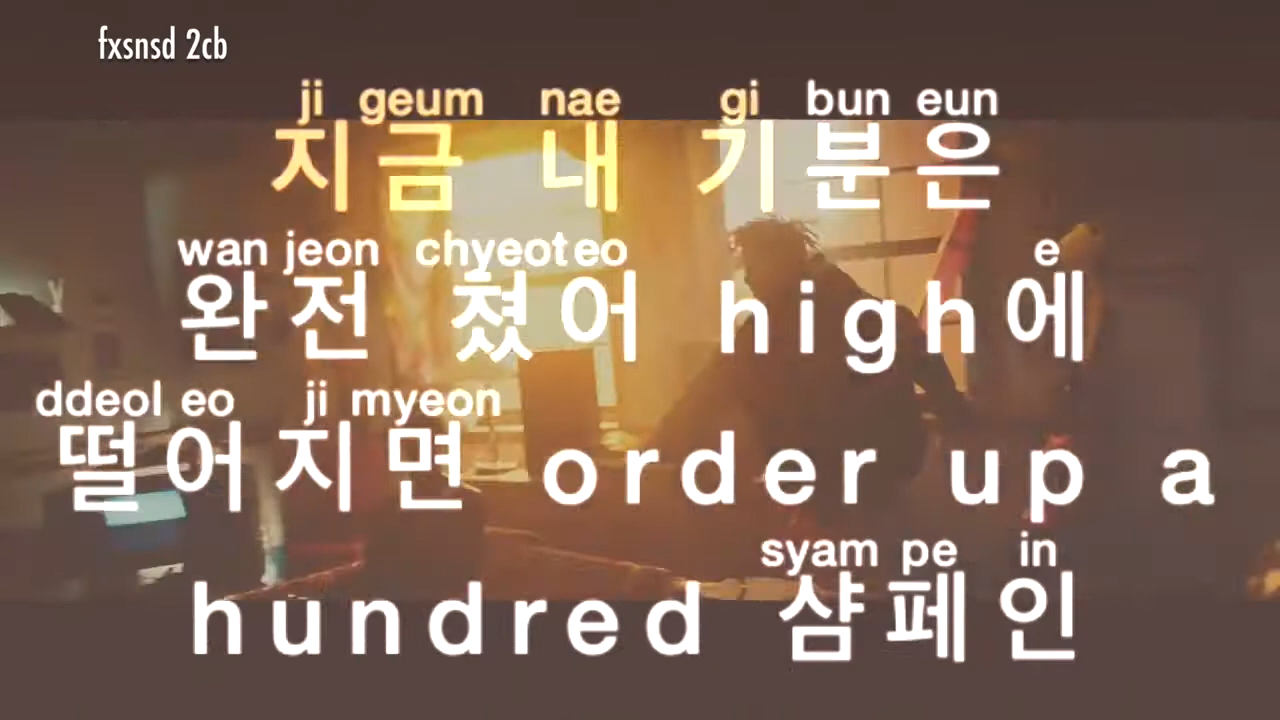 fxsnsd 2cb
ji geum nae gi bun eun
지금 내 기분은
wan jeon chyeoteo e
완전 쳤어 high에
ddeol eo ji myeon
떨어지면 order up a
syam pe in
hundred 샴페인